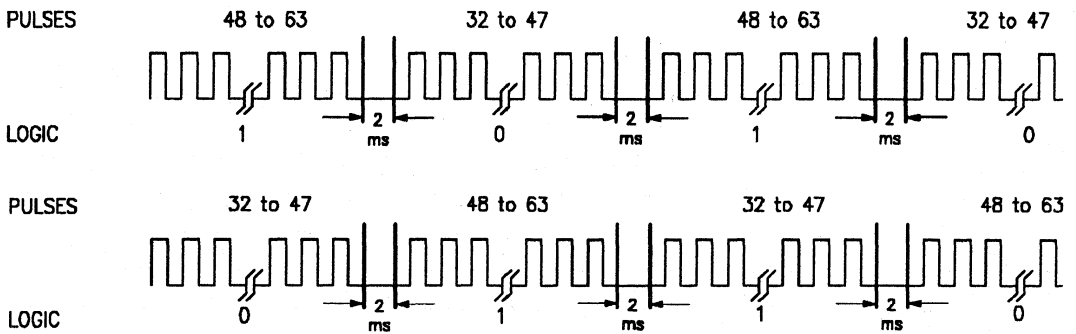 PULSES 48 to 63 32 to 47 48 to 63 32 to 47
2 2 2
LOGIC 1 ms 0 ms 1 ms 0
PULSES 32 to 47 48 to 63 32 to 47 48 to 63
2 2 2
LOGIC 0 ms 1 ms 1 ms 0